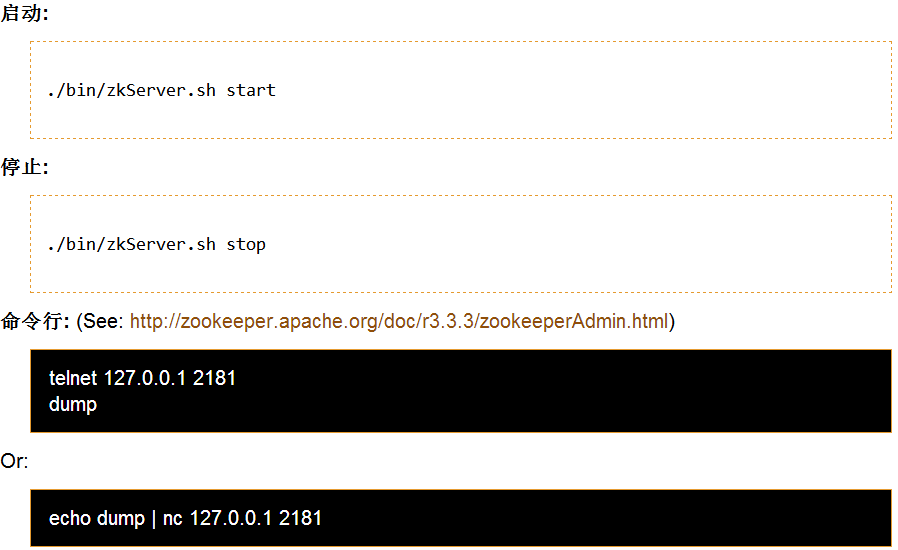 启动:
./bin/zkServer.sh start
停止:
./bin/zkServer.sh stop
命令行: (See: http://zookeeper.apache.org/doc/r3.3.3/zookeeperAdmin.html)
telnet 127.0.0.1 2181
dump
Or:
echo dump | nc 127.0.0.1 2181